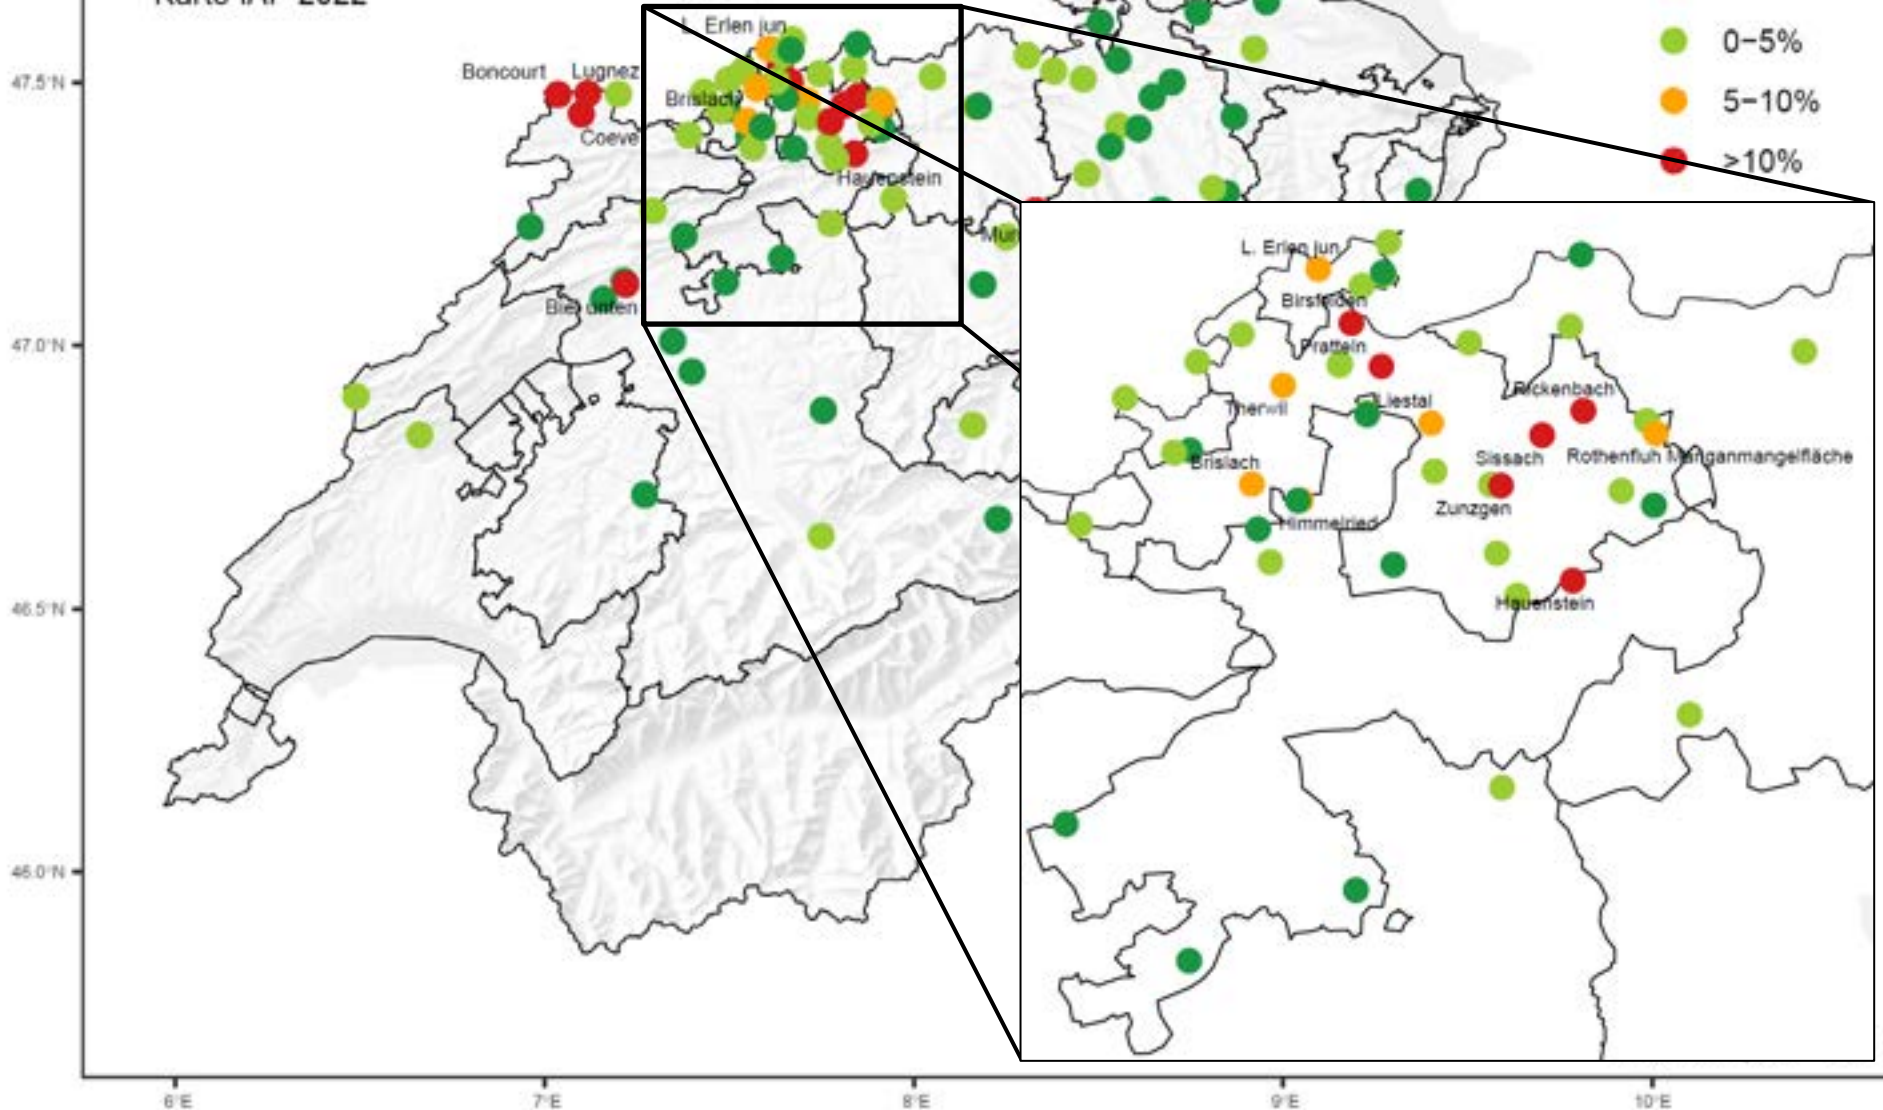 Karte IAP 2022
0–5%
5–10%
>10%
L. Erlen jun
Boncourt
Lugnez
47.5°N
Brislach
Coeve
Hauenstein
Mur
Biel unten
47.0°N
46.5°N
46.0°N
6°E
7°E
8°E
9°E
10°E
L. Erlen jun
Birsfelden
Pratteln
Rickenbach
Therwil
Liestal
Brislach
Sissach
Rothenfluh Manganmangelfläche
Zunzgen
Himmelried
Hauenstein